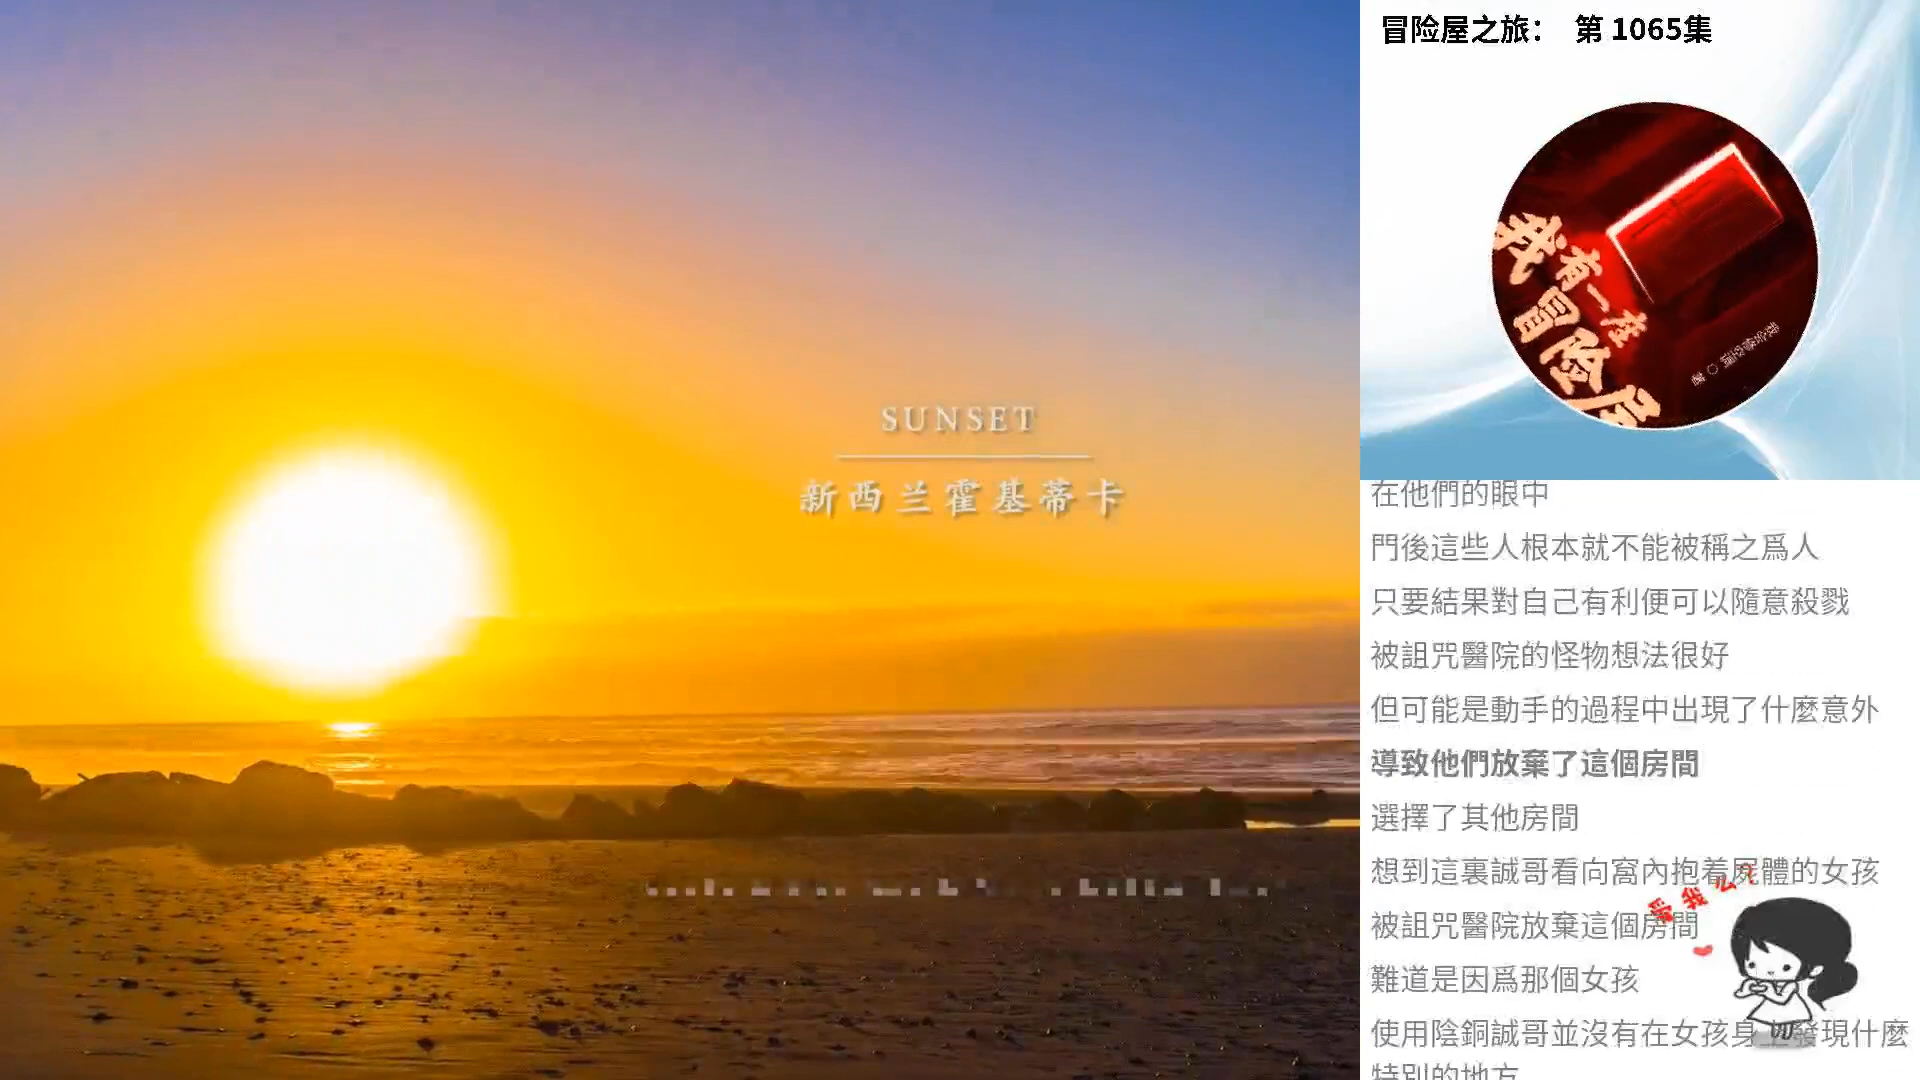 SUNSET
新西兰霍基蒂卡
冒险屋之旅： 第 1065集
我有一座
冒险屋
在他們的眼中
門後這些人根本就不能被稱之爲人
只要結果對自己有利便可以隨意殺戮
被詛咒醫院的怪物想法很好
但可能是動手的過程中出現了什麼意外
導致他們放棄了這個房間
選擇了其他房間
想到這裏誠哥看向窩內抱着屍體的女孩
被詛咒醫院放棄這個房間
難道是因爲那個女孩
使用陰銅誠哥並沒有在女孩身上發現什麼
特別的地方
愛我么？